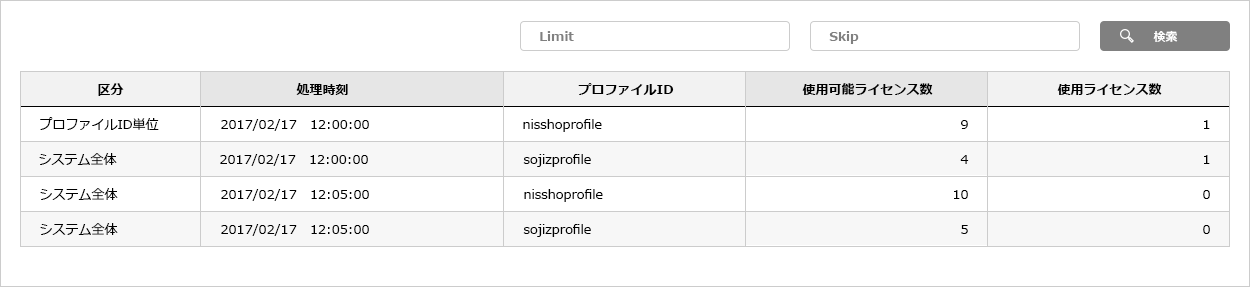 Limit Skip 検索
区分 処理時刻 プロファイルID 使用可能ライセンス数 使用ライセンス数
プロファイルID単位 2017/02/17 12:00:00 nisshoprofile 9 1
システム全体 2017/02/17 12:00:00 sojizprofile 4 1
システム全体 2017/02/17 12:05:00 nisshoprofile 10 0
システム全体 2017/02/17 12:05:00 sojizprofile 5 0